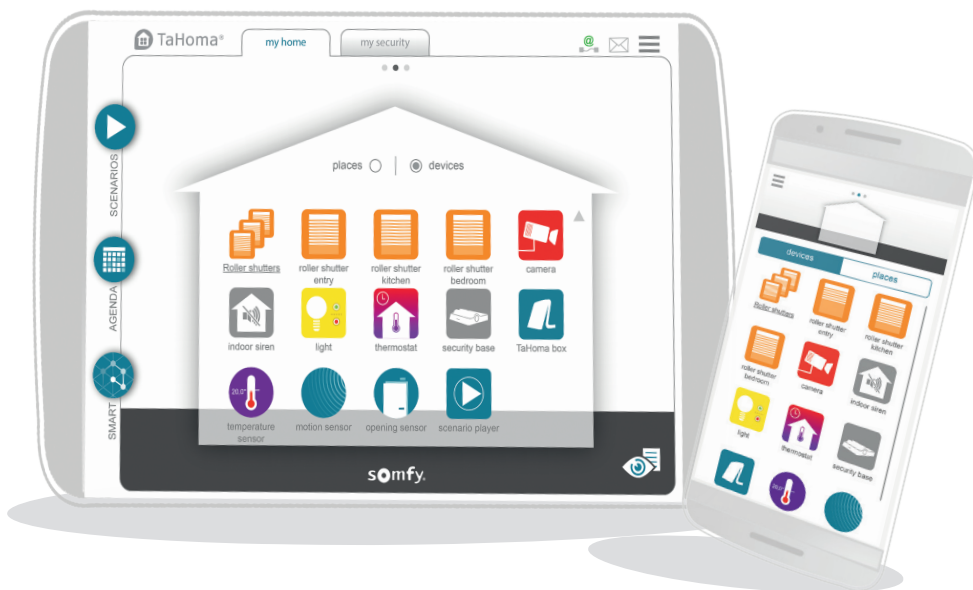 TaHoma®
my home
my security
@
SCENARIOS
AGENDA
SMART
places
devices
Roller shutters
roller shutter
entry
roller shutter
kitchen
roller shutter
bedroom
camera
indoor siren
light
thermostat
security base
TaHoma box
20.0°
temperature
sensor
motion sensor
opening sensor
scenario player
somfy.
devices
places
Roller shutters
roller shutter
entry
roller shutter
kitchen
roller shutter
bedroom
camera
indoor siren
light
thermostat
security base
20.0°